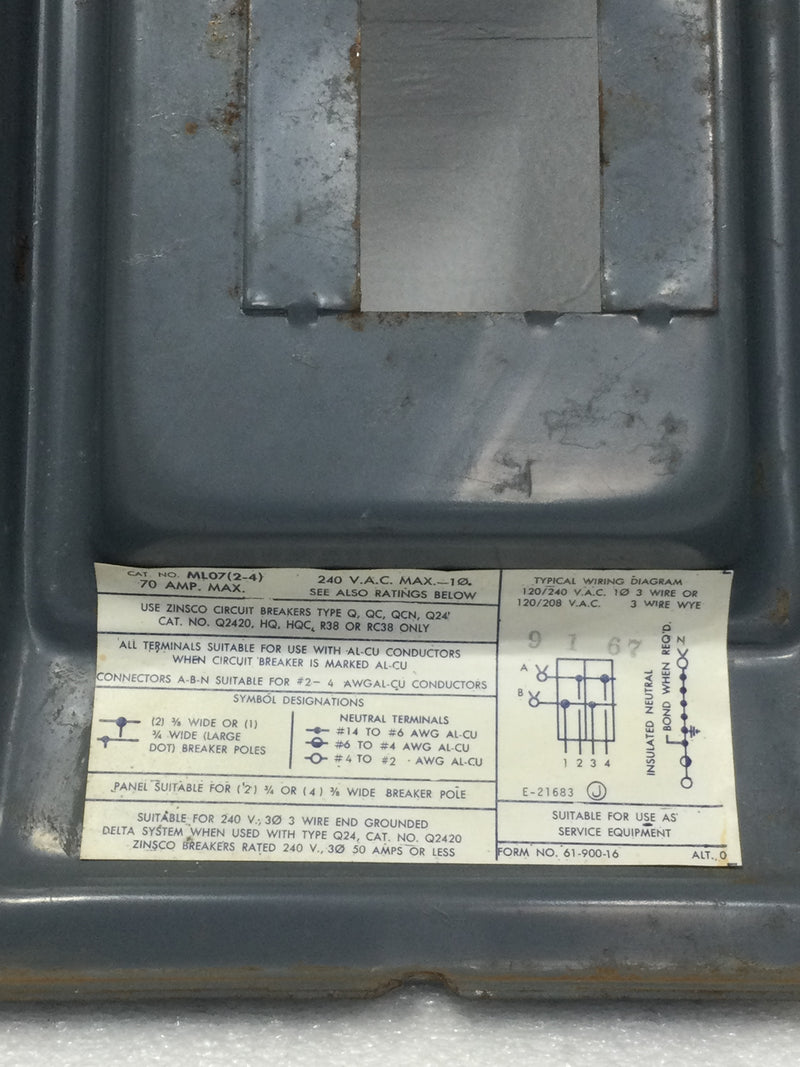 CAT. NO. ML07(2-4)
70 AMP. MAX.
240 V.A.C. MAX.—1Ø.
SEE ALSO RATINGS BELOW
USE ZINSCO CIRCUIT BREAKERS TYPE Q, QC, QCN, Q24
CAT. NO. Q2420, HQ, HQC, R38 OR RC38 ONLY
ALL TERMINALS SUITABLE FOR USE WITH AL-CU CONDUCTORS
WHEN CIRCUIT BREAKER IS MARKED AL-CU
CONNECTORS A-B-N SUITABLE FOR #2- 4 AWGAL-CU CONDUCTORS
SYMBOL DESIGNATIONS
(2) ⅜ WIDE OR (1)
¾ WIDE (LARGE
DOT) BREAKER POLES
NEUTRAL TERMINALS
#14 TO #6 AWG AL-CU
#6 TO #4 AWG AL-CU
#4 TO #2 AWG AL-CU
PANEL SUITABLE FOR (2) ¾ OR (4) ⅜ WIDE BREAKER POLE
SUITABLE FOR 240 V., 3Ø 3 WIRE END GROUNDED
DELTA SYSTEM WHEN USED WITH TYPE Q24, CAT. NO. Q2420
ZINSCO BREAKERS RATED 240 V., 3Ø 50 AMPS OR LESS
TYPICAL WIRING DIAGRAM
120/240 V.A.C. 1Ø 3 WIRE OR
120/208 V.A.C. 3 WIRE WYE
9 1 67
A
B
1 2 3 4
INSULATED NEUTRAL
BOND WHEN REQ'D.
N
E-21683 J
SUITABLE FOR USE AS
SERVICE EQUIPMENT
FORM NO. 61-900-16
ALT. 0